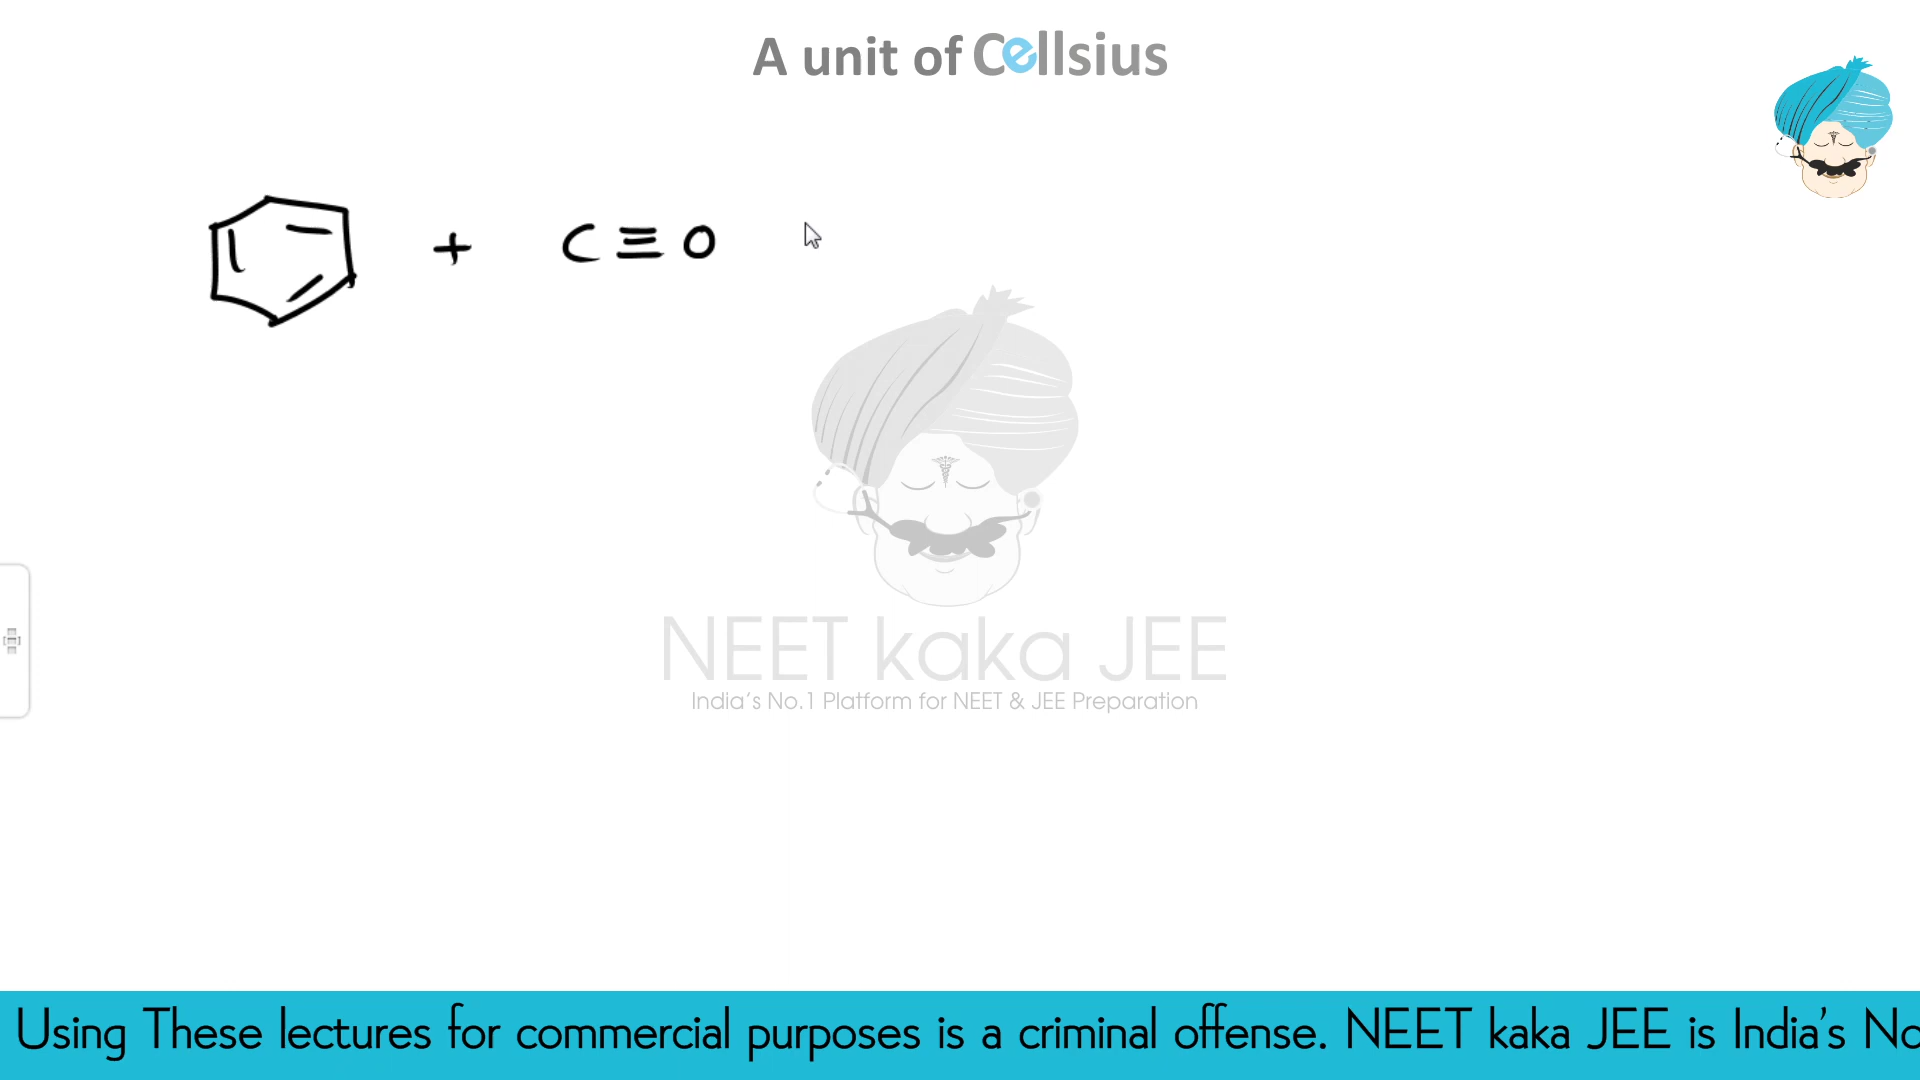 A unit of Cellsius
+ C ≡ O
NEET kaka JEE
India's No.1 Platform for NEET & JEE Preparation
Using These lectures for commercial purposes is a criminal offense. NEET kaka JEE is India's No